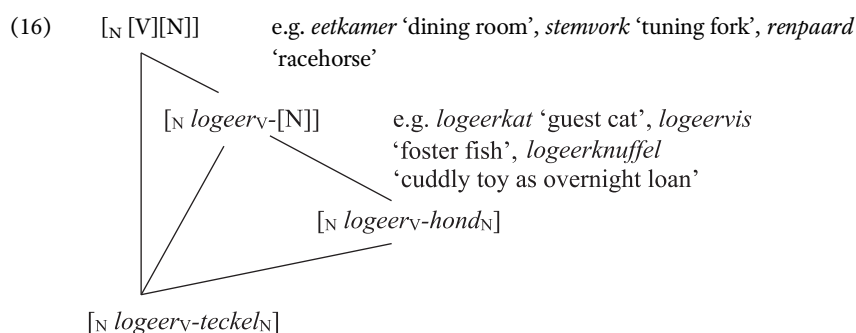 (16) [N [V][N]] e.g. eetkamer ‘dining room’, stemvork ‘tuning fork’, renpaard
‘racehorse’
[N logeerV-[N]] e.g. logeerkat ‘guest cat’, logeervis
‘foster fish’, logeerknuffel
‘cuddly toy as overnight loan’
[N logeerV-hondN]
[N logeerV-teckelN]